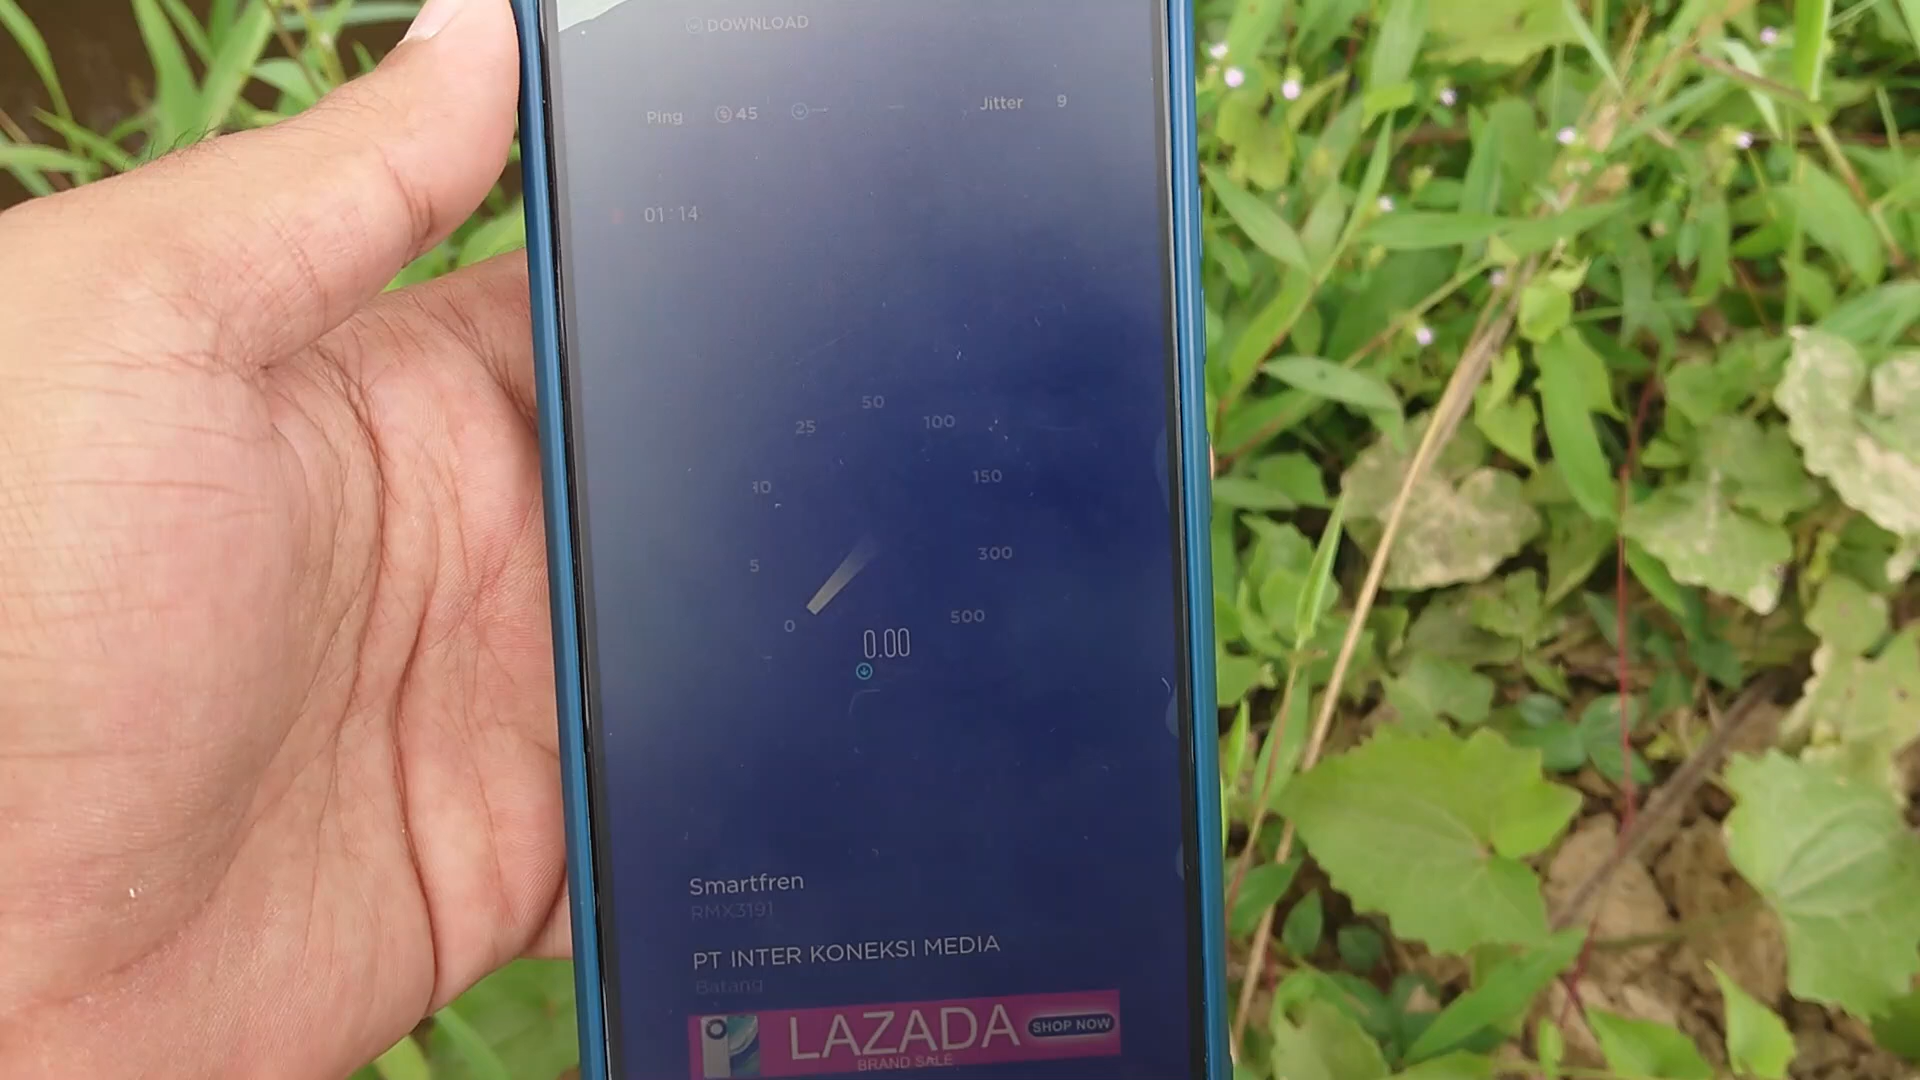 DOWNLOAD
Ping 45 — — Jitter 9
01:14
50
25 100
10 150
5 300
0 500
0.00
Smartfren
RMX3191
PT INTER KONEKSI MEDIA
Batang
LAZADA SHOP NOW
BRAND SALE